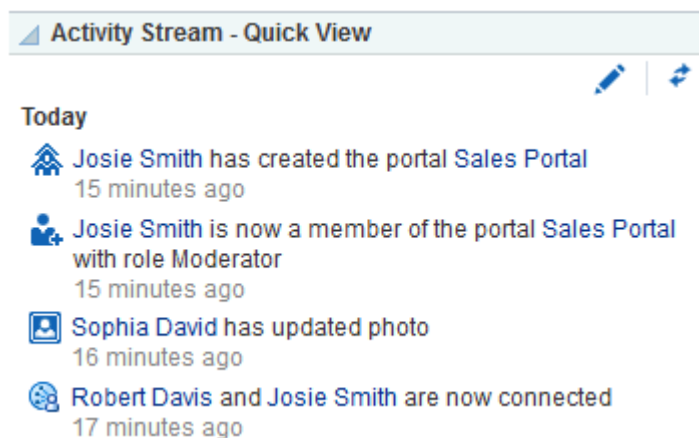 Activity Stream - Quick View
Today
Josie Smith has created the portal Sales Portal
15 minutes ago
Josie Smith is now a member of the portal Sales Portal
with role Moderator
15 minutes ago
Sophia David has updated photo
16 minutes ago
Robert Davis and Josie Smith are now connected
17 minutes ago